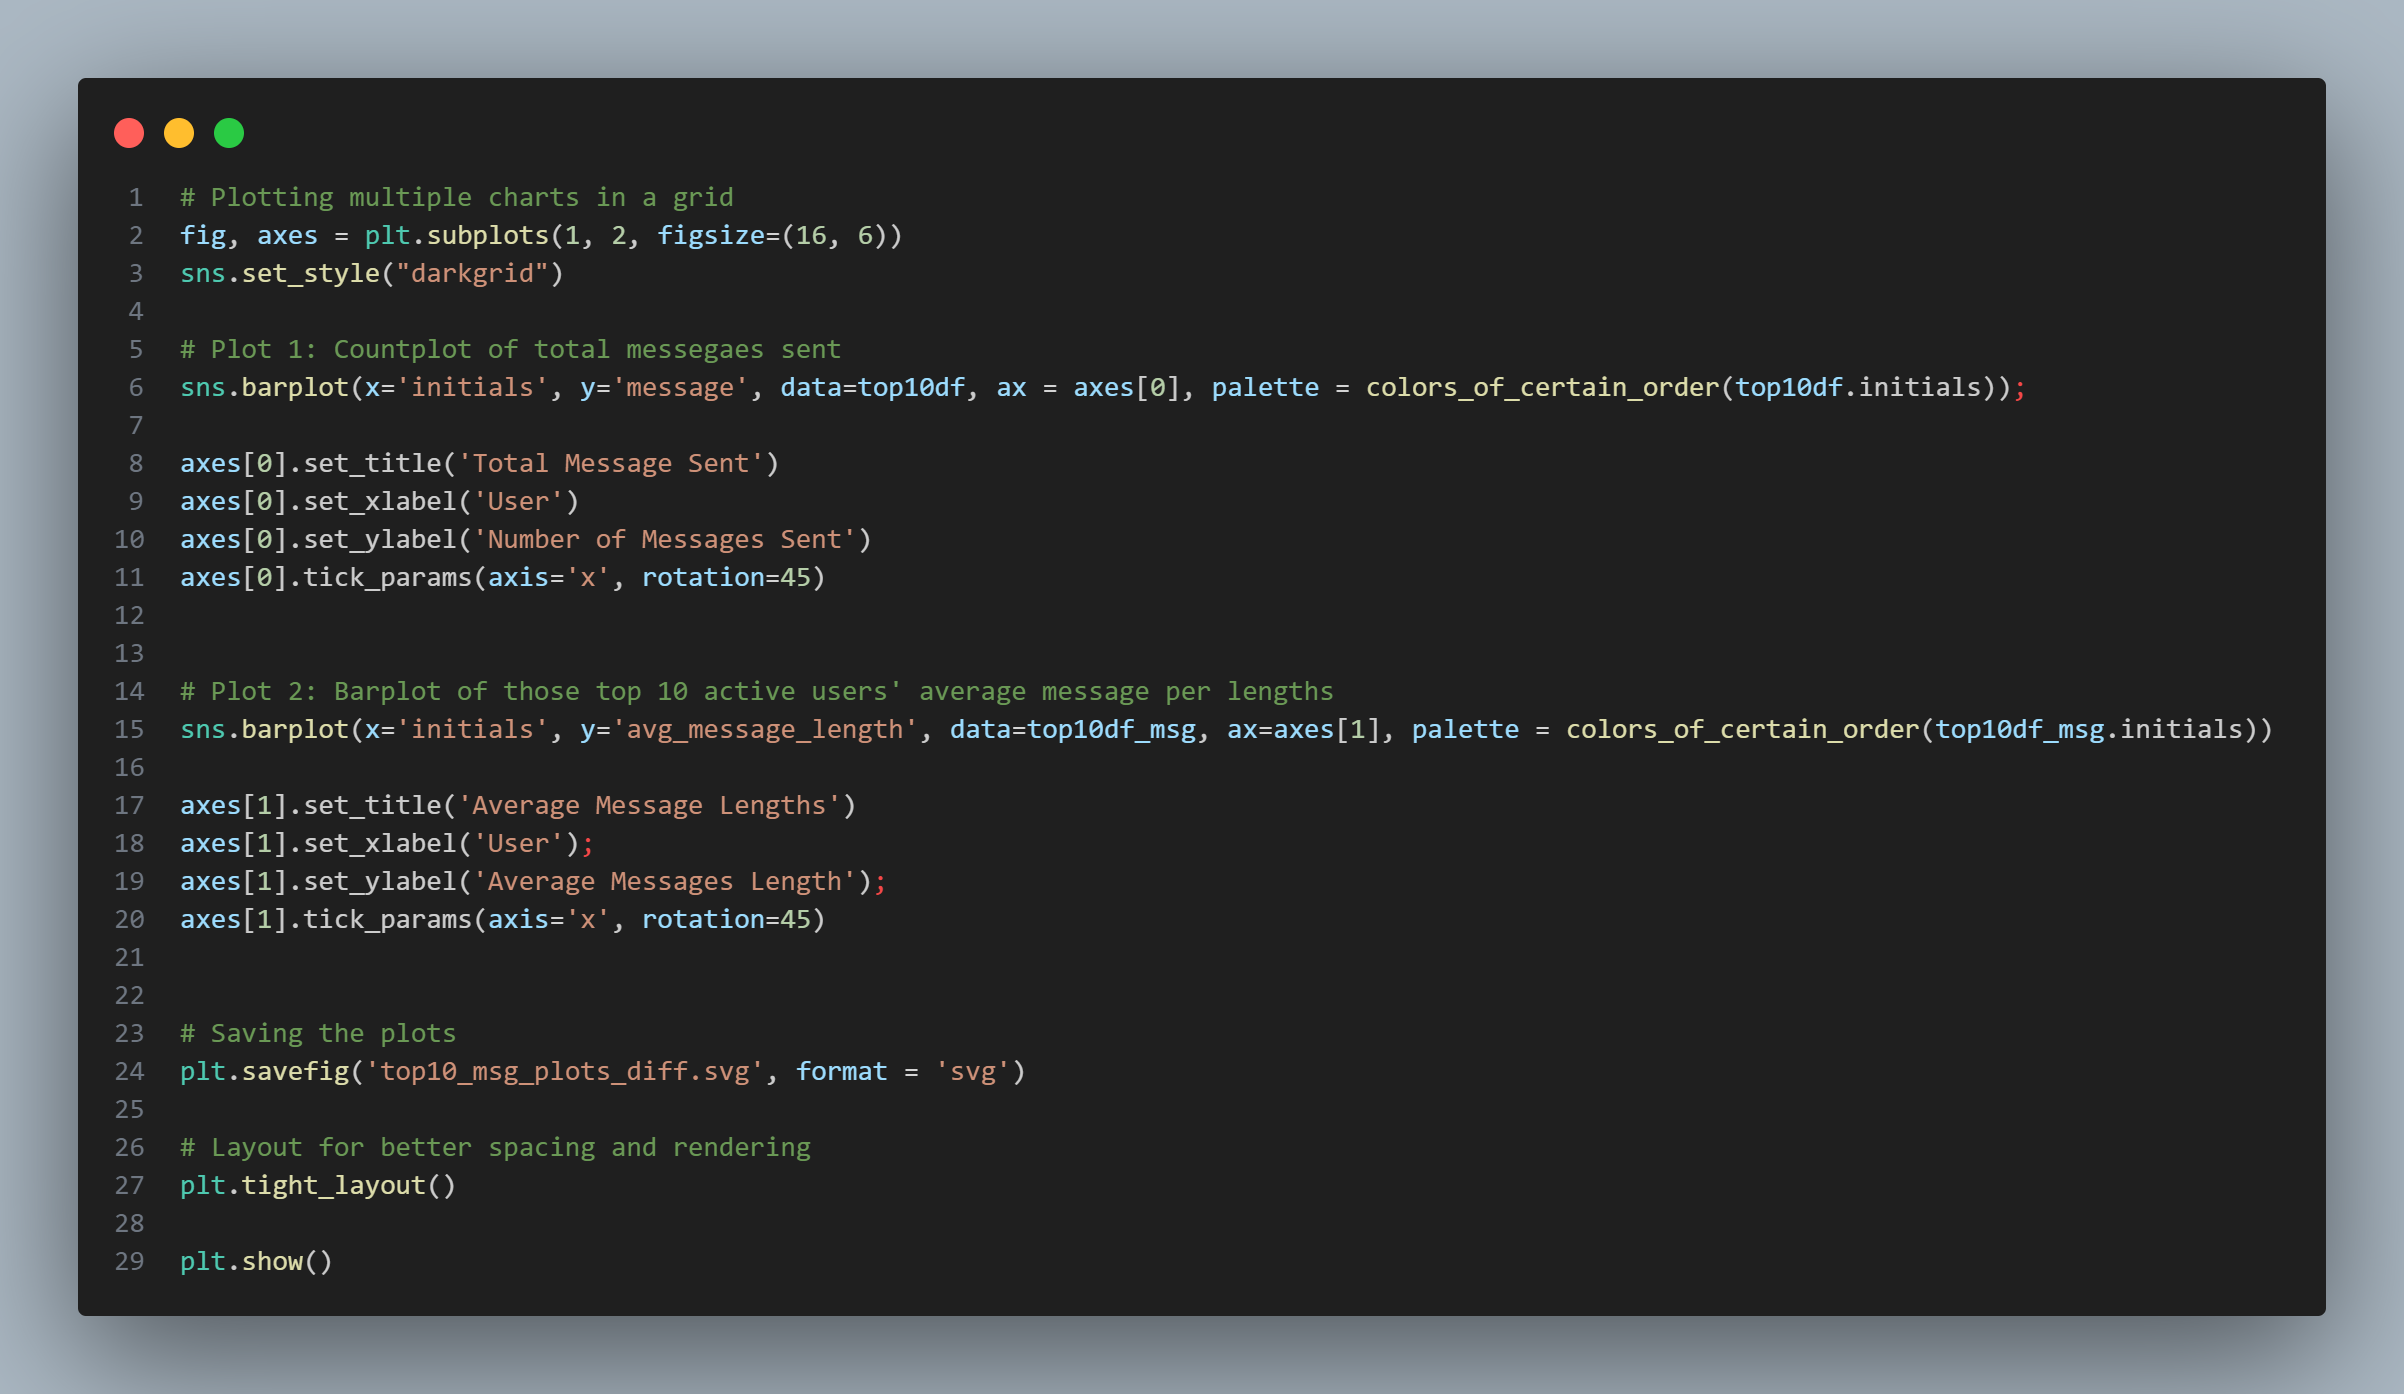 1 # Plotting multiple charts in a grid
2 fig, axes = plt.subplots(1, 2, figsize=(16, 6))
3 sns.set_style("darkgrid")
4
5 # Plot 1: Countplot of total messegaes sent
6 sns.barplot(x='initials', y='message', data=top10df, ax = axes[0], palette = colors_of_certain_order(top10df.initials));
7
8 axes[0].set_title('Total Message Sent')
9 axes[0].set_xlabel('User')
10 axes[0].set_ylabel('Number of Messages Sent')
11 axes[0].tick_params(axis='x', rotation=45)
12
13
14 # Plot 2: Barplot of those top 10 active users' average message per lengths
15 sns.barplot(x='initials', y='avg_message_length', data=top10df_msg, ax=axes[1], palette = colors_of_certain_order(top10df_msg.initials))
16
17 axes[1].set_title('Average Message Lengths')
18 axes[1].set_xlabel('User');
19 axes[1].set_ylabel('Average Messages Length');
20 axes[1].tick_params(axis='x', rotation=45)
21
22
23 # Saving the plots
24 plt.savefig('top10_msg_plots_diff.svg', format = 'svg')
25
26 # Layout for better spacing and rendering
27 plt.tight_layout()
28
29 plt.show()